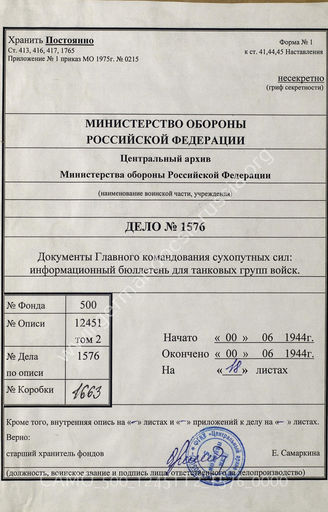 Хранить Постоянно
Форма № 1
Ст. 413, 416, 417, 1765
к ст. 41,44,45 Наставления
Приложение № 1 приказ МО 1975г. № 0215
несекретно
(гриф секретности)
МИНИСТЕРСТВО ОБОРОНЫ
РОССИЙСКОЙ ФЕДЕРАЦИИ
Центральный архив
Министерства обороны Российской Федерации
(наименование воинской части, учреждения)
ДЕЛО № 1576
Документы Главного командования сухопутных сил:
информационный бюллетень для танковых групп войск.
№ Фонда 500
№ Описи 12451
том 2
№ Дела 1576
по описи
№ Коробки 1663
Начато « 00 » 06 1944г.
Окончено « 00 » 06 1944г.
На « 18 » листах
Кроме того, внутренняя опись на «–» листах и «–» приложений к делу на «–» листах.
Верно:
старший хранитель фондов Е. Самаркина
(должность, воинское звание и подпись лица, ответственного за делопроизводство)